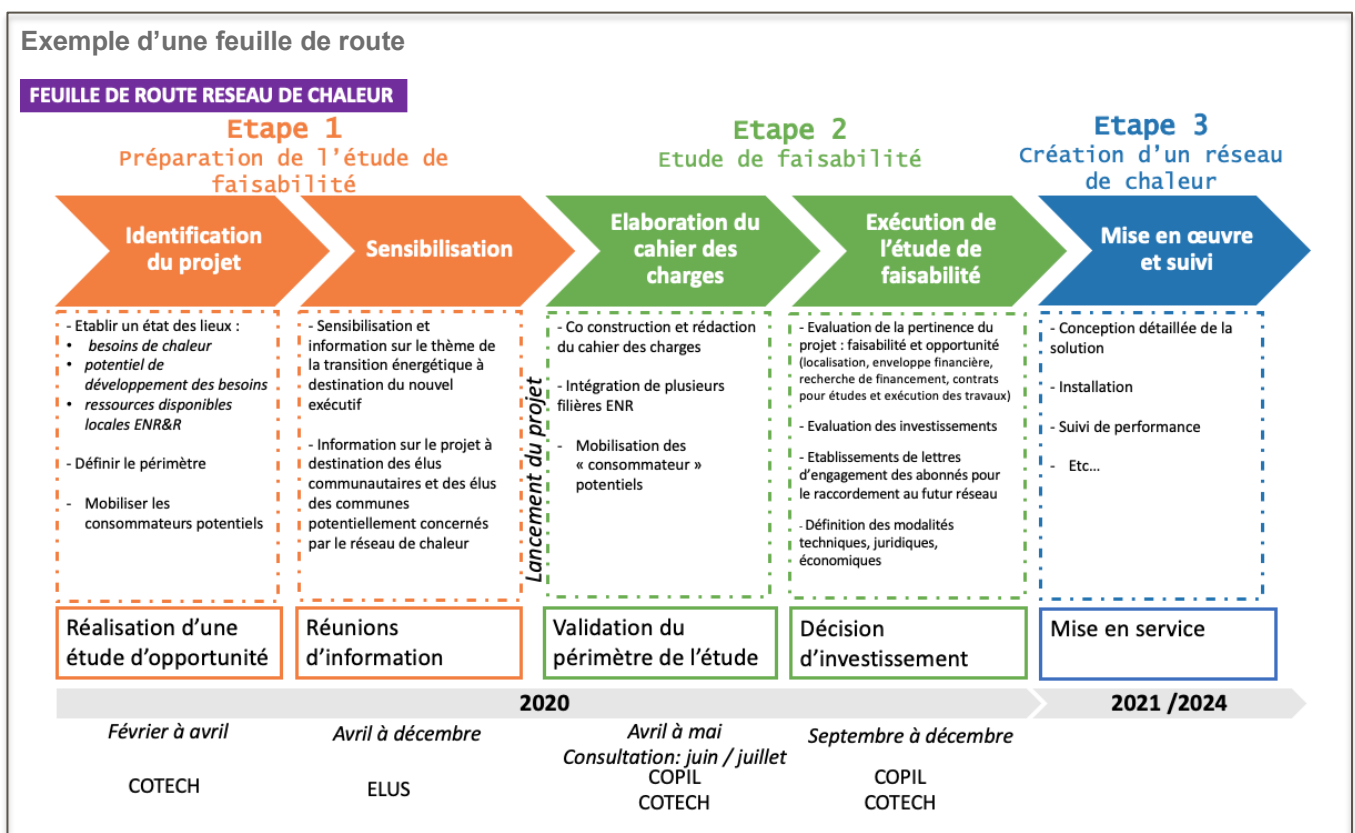 Exemple d’une feuille de route
FEUILLE DE ROUTE RESEAU DE CHALEUR
Etape 1
Préparation de l’étude de
faisabilité
Etape 2
Etude de faisabilité
Etape 3
Création d’un réseau
de chaleur
Identification
du projet
Sensibilisation
Elaboration du
cahier des
charges
Exécution de
l’étude de
faisabilité
Mise en œuvre
et suivi
- Etablir un état des lieux :
• besoins de chaleur
• potentiel de
développement des besoins
• ressources disponibles
locales ENR&R
- Définir le périmètre
- Mobiliser les
consommateurs potentiels
- Sensibilisation et
information sur le thème de
la transition énergétique à
destination du nouvel
exécutif
- Information sur le projet à
destination des élus
communautaires et des élus
des communes
potentiellement concernés
par le réseau de chaleur
Lancement du projet
- Co construction et rédaction
du cahier des charges
- Intégration de plusieurs
filières ENR
- Mobilisation des
« consommateur »
potentiels
- Evaluation de la pertinence du
projet : faisabilité et opportunité
(localisation, enveloppe financière,
recherche de financement, contrats
pour études et exécution des travaux)
- Evaluation des investissements
- Etablissements de lettres
d’engagement des abonnés pour
le raccordement au futur réseau
- Définition des modalités
techniques, juridiques,
économiques
- Conception détaillée de la
solution
- Installation
- Suivi de performance
- Etc…
Réalisation d’une
étude d’opportunité
Réunions
d’information
Validation du
périmètre de l’étude
Décision
d’investissement
Mise en service
2020
2021 /2024
Février à avril
COTECH
Avril à décembre
ELUS
Avril à mai
Consultation: juin / juillet
COPIL
COTECH
Septembre à décembre
COPIL
COTECH